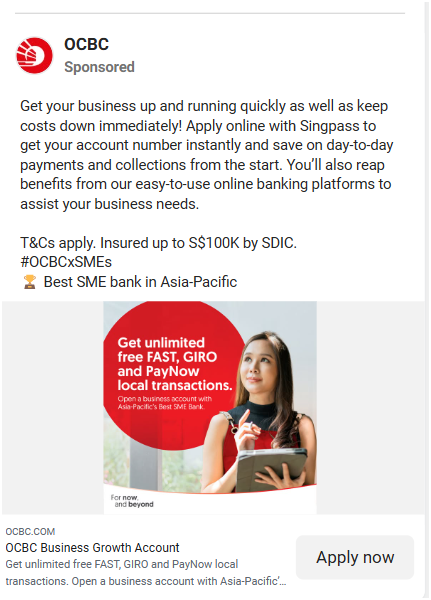 OCBC
Sponsored
Get your business up and running quickly as well as keep
costs down immediately! Apply online with Singpass to
get your account number instantly and save on day-to-day
payments and collections from the start. You’ll also reap
benefits from our easy-to-use online banking platforms to
assist your business needs.
T&Cs apply. Insured up to S$100K by SDIC.
#OCBCxSMEs
🏆 Best SME bank in Asia-Pacific
Get unlimited
free FAST, GIRO
and PayNow
local transactions.
Open a business account with
Asia-Pacific's Best SME Bank.
For now,
and beyond
OCBC.COM
OCBC Business Growth Account
Get unlimited free FAST, GIRO and PayNow local
transactions. Open a business account with Asia-Pacific'...
Apply now